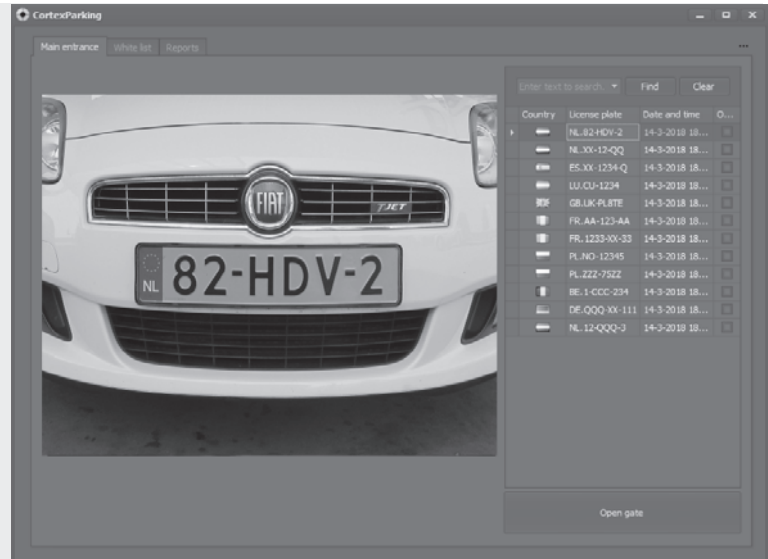 CortexParking
Main entrance White list Reports
...
Enter text to search. Find Clear
Country License plate Date and time O...
NL.82-HDV-2 14-3-2018 18...
NL.XX-12-QQ 14-3-2018 18...
ES.XX-1234-Q 14-3-2018 18...
LU.CU-1234 14-3-2018 18...
GB.UK-PL8TE 14-3-2018 18...
FR.AA-123-AA 14-3-2018 18...
FR.1233-XX-33 14-3-2018 18...
PL.NO-12345 14-3-2018 18...
PL.ZZZ-75ZZ 14-3-2018 18...
BE.1-CCC-234 14-3-2018 18...
DE.QQQ-XX-111 14-3-2018 18...
NL.12-QQQ-3 14-3-2018 18...
FIAT
T-JET
NL 82-HDV-2
Open gate